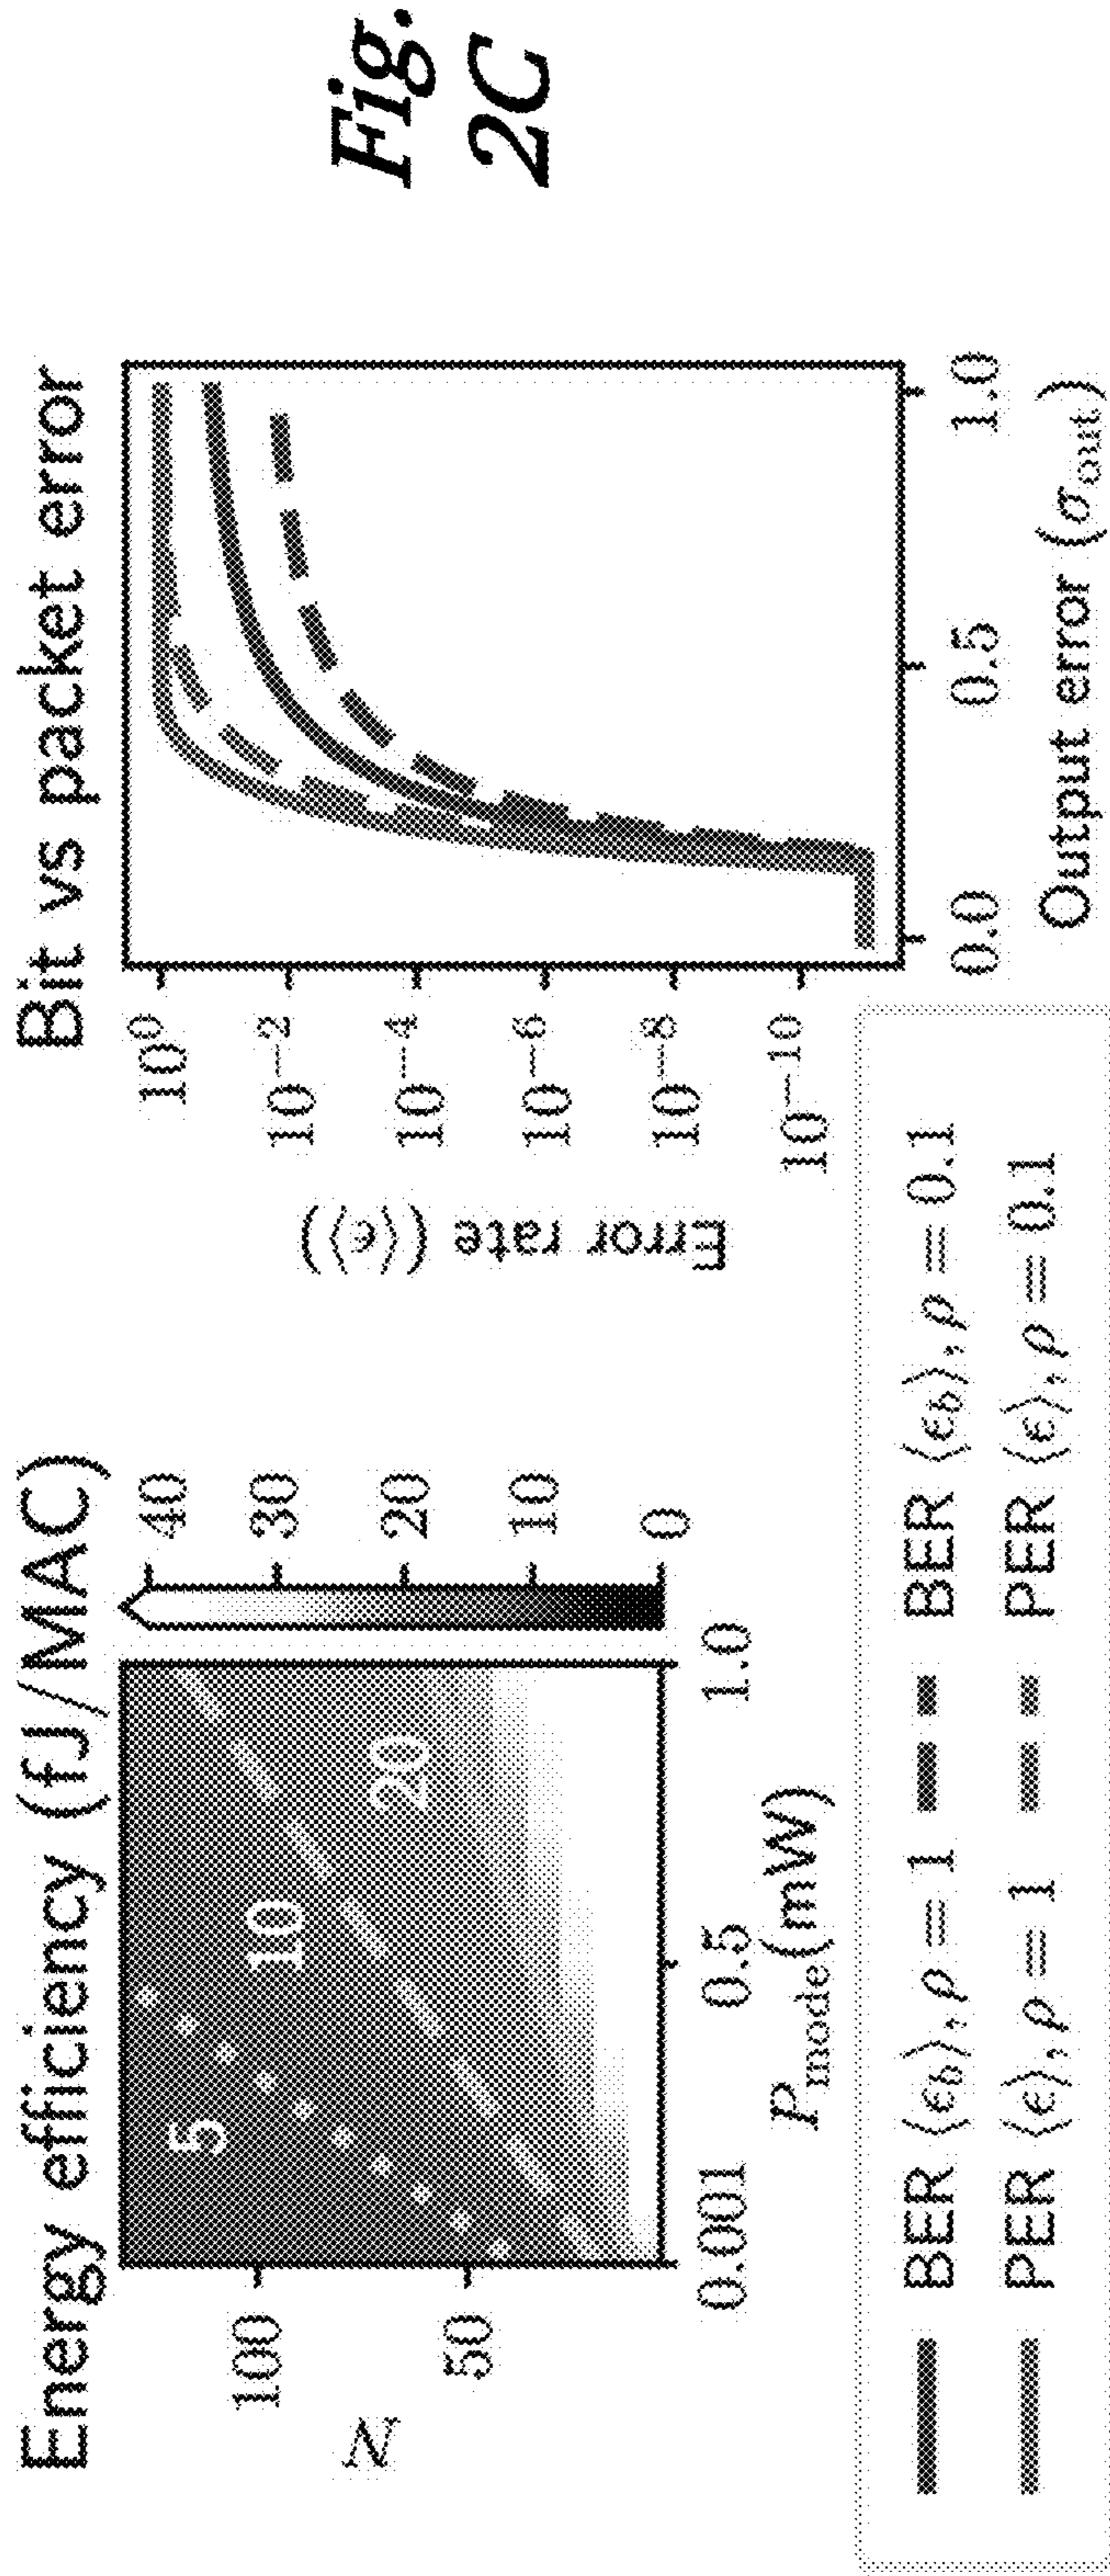 Energy efficiency (fJ/MAC)
N
100
50
5
10
20
0.001
0.5
1.0
P_mode (mW)
40
30
20
10
0
Bit vs packet error
Error rate (⟨ϵ⟩)
10⁰
10⁻²
10⁻⁴
10⁻⁶
10⁻⁸
10⁻¹⁰
0.0
0.5
1.0
Output error (σ_out)
BER ⟨ϵ_b⟩, ρ = 1
BER ⟨ϵ_b⟩, ρ = 0.1
PER ⟨ϵ⟩, ρ = 1
PER ⟨ϵ⟩, ρ = 0.1
Fig.
2C